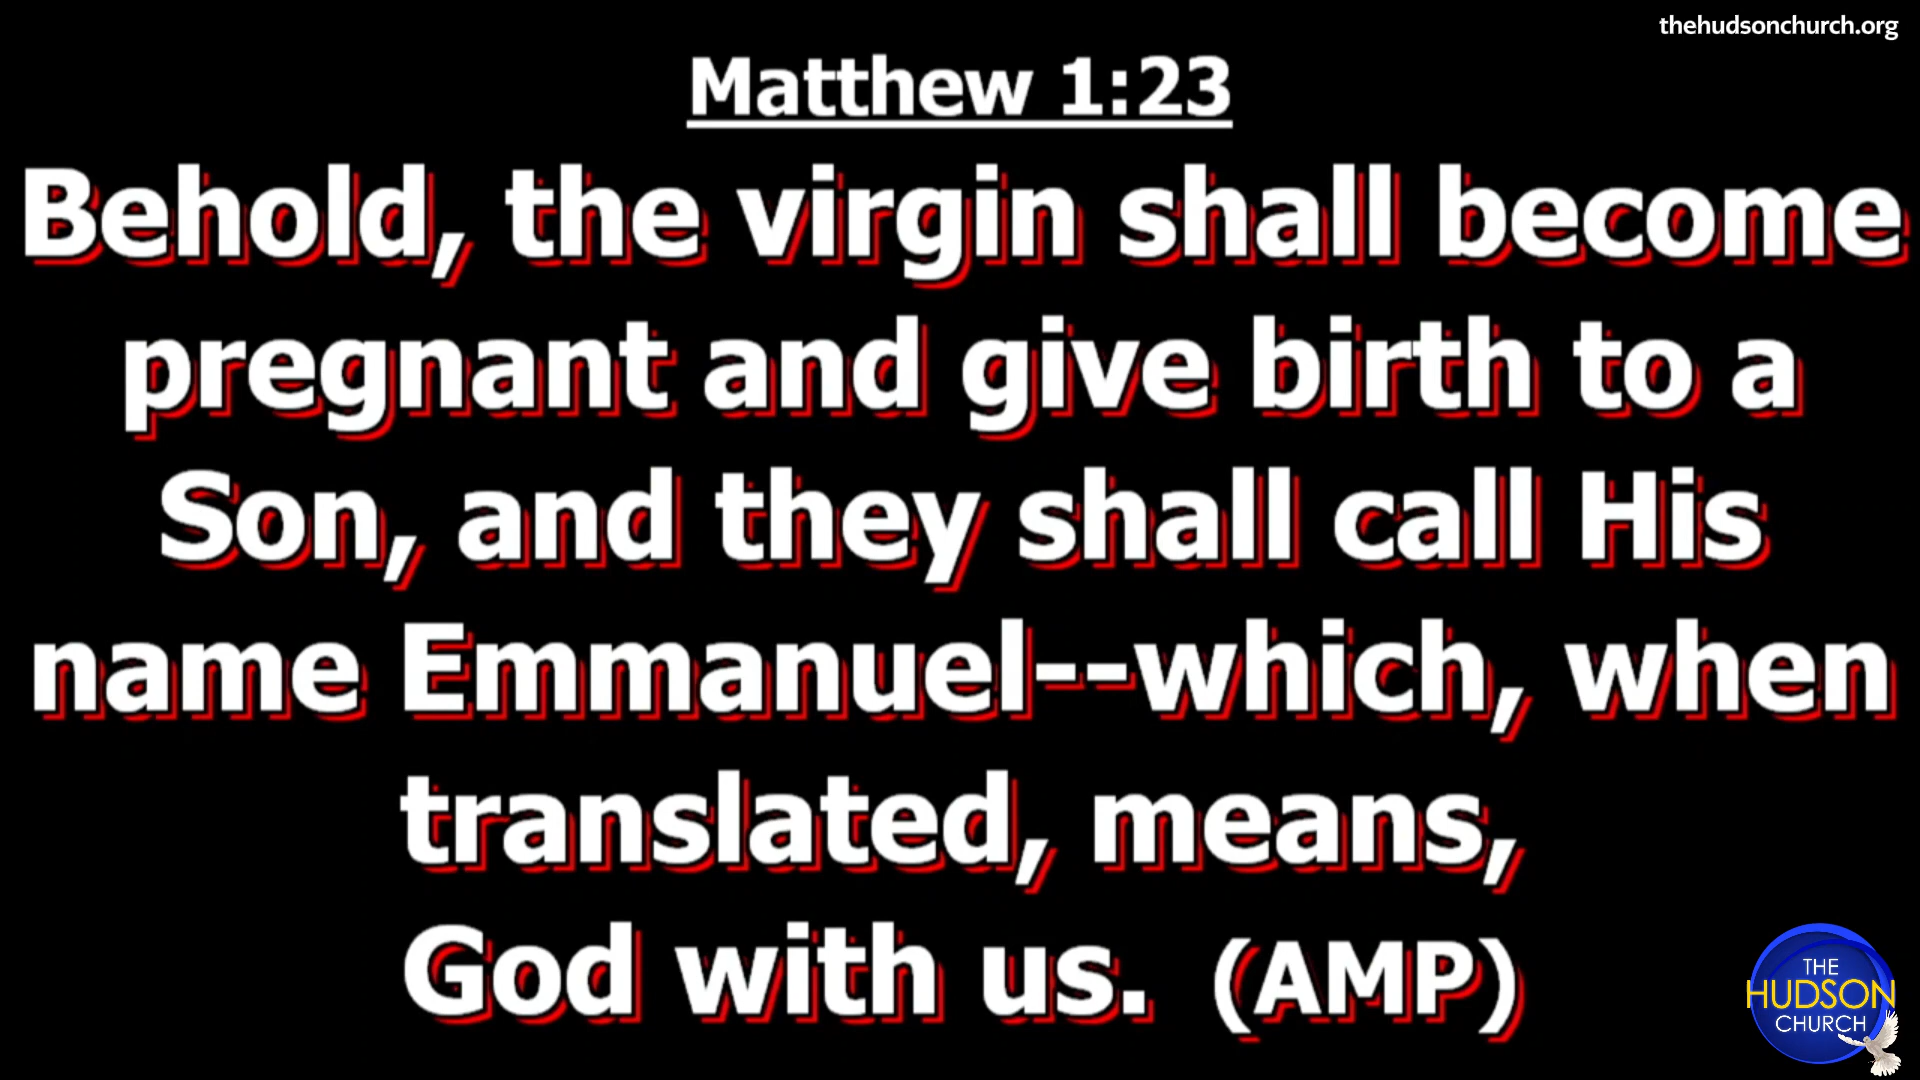 thehudsonchurch.org
Matthew 1:23
Behold, the virgin shall become
pregnant and give birth to a
Son, and they shall call His
name Emmanuel--which, when
translated, means,
God with us. (AMP)
THE
HUDSON
CHURCH